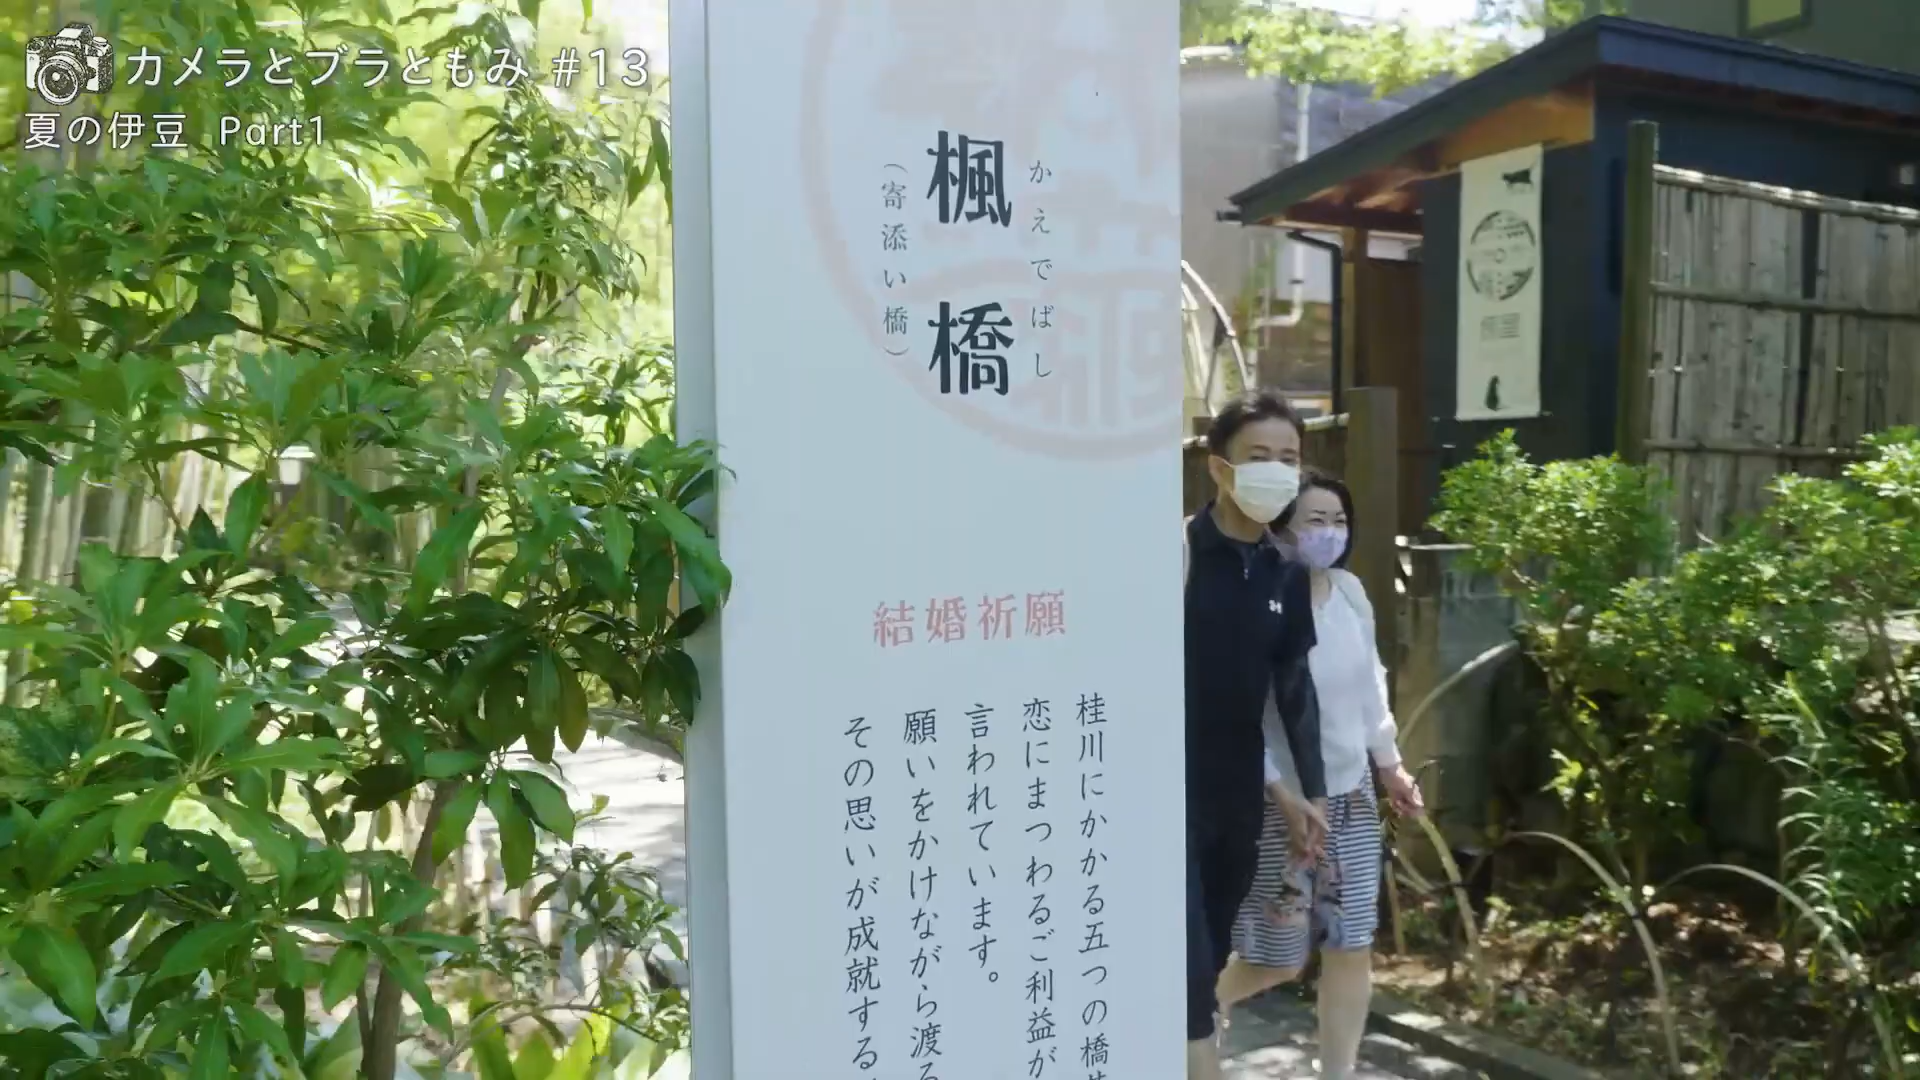 カメラとブラともみ #13
夏の伊豆 Part1
かえでばし
楓橋
（寄添い橋）
結婚祈願
桂川にかかる五つの橋
恋にまつわるご利益が
言われています。
願いをかけながら渡る
その思いが成就する